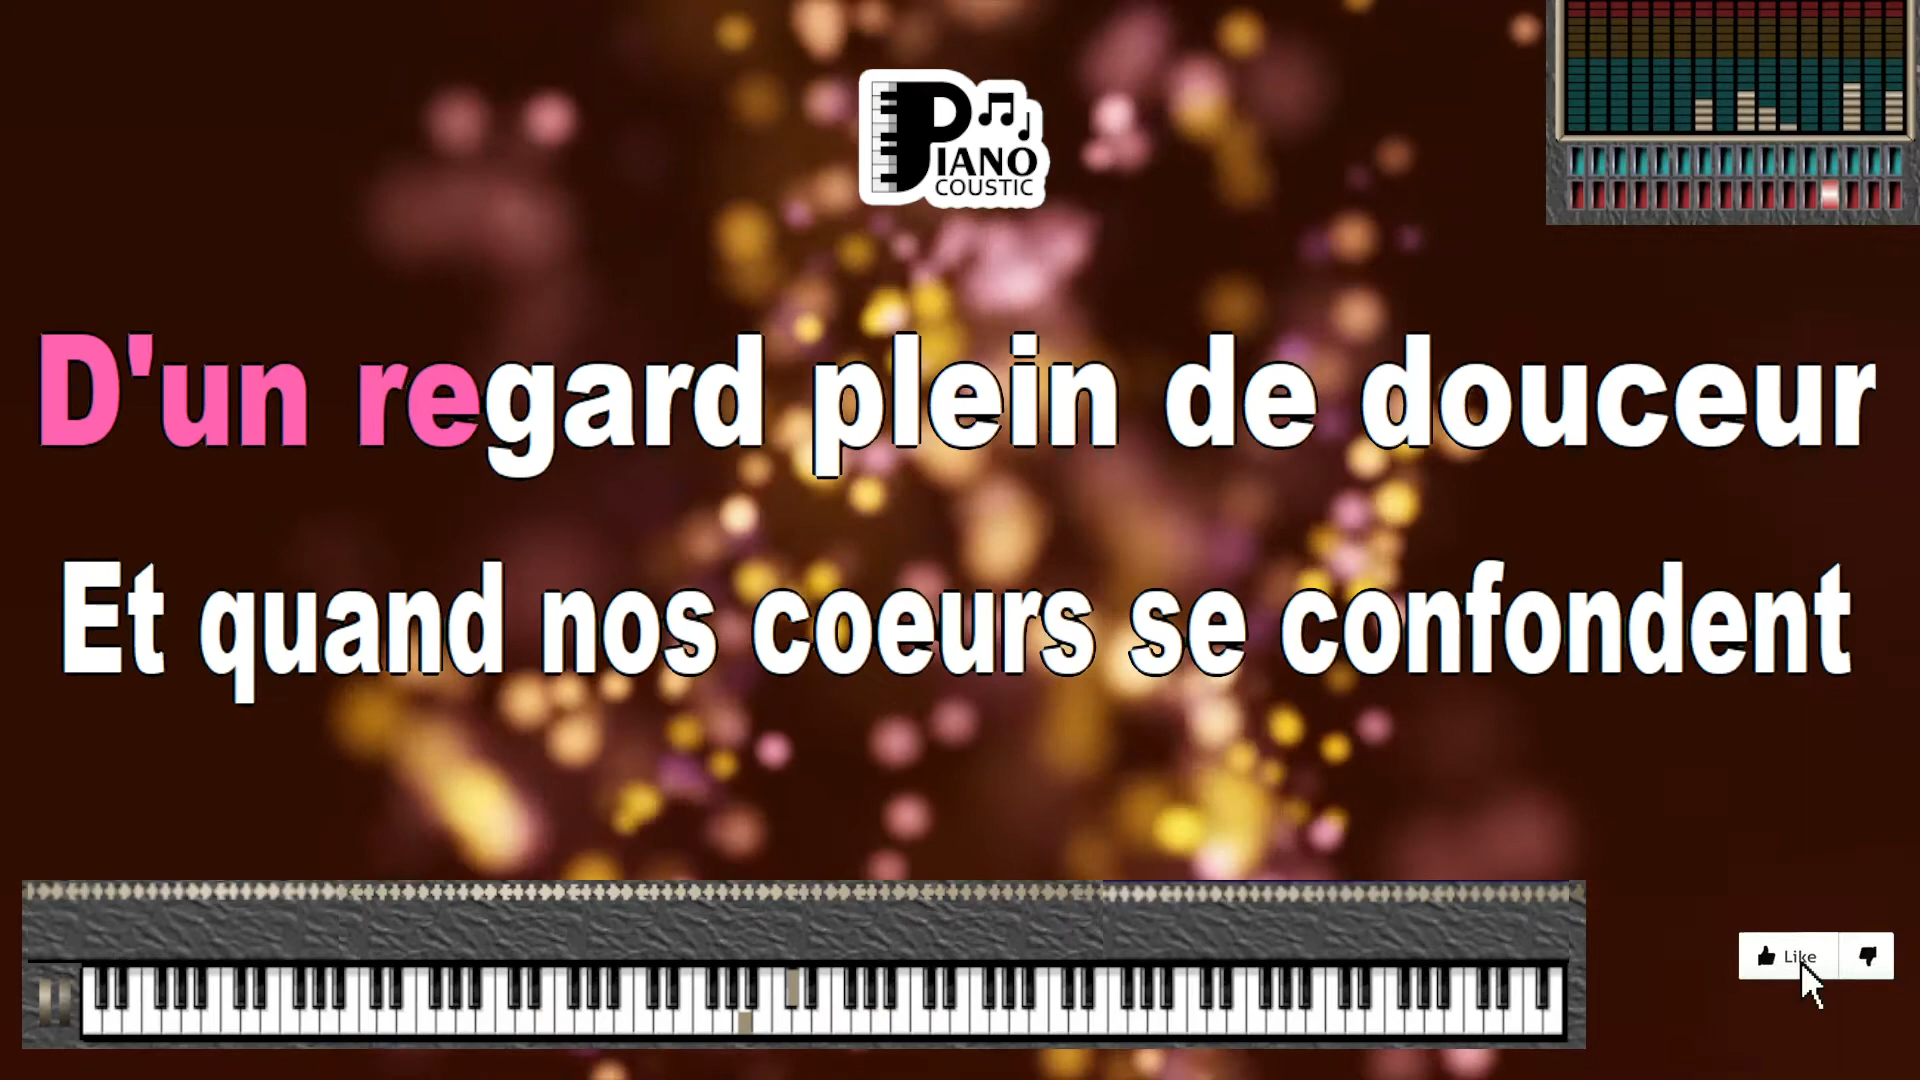 PIANO
COUSTIC
D'un regard plein de douceur
Et quand nos coeurs se confondent
Like